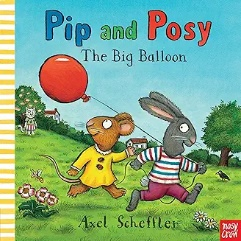 Pip and Posy
The Big Balloon
Axel Scheffler
nosy
crow